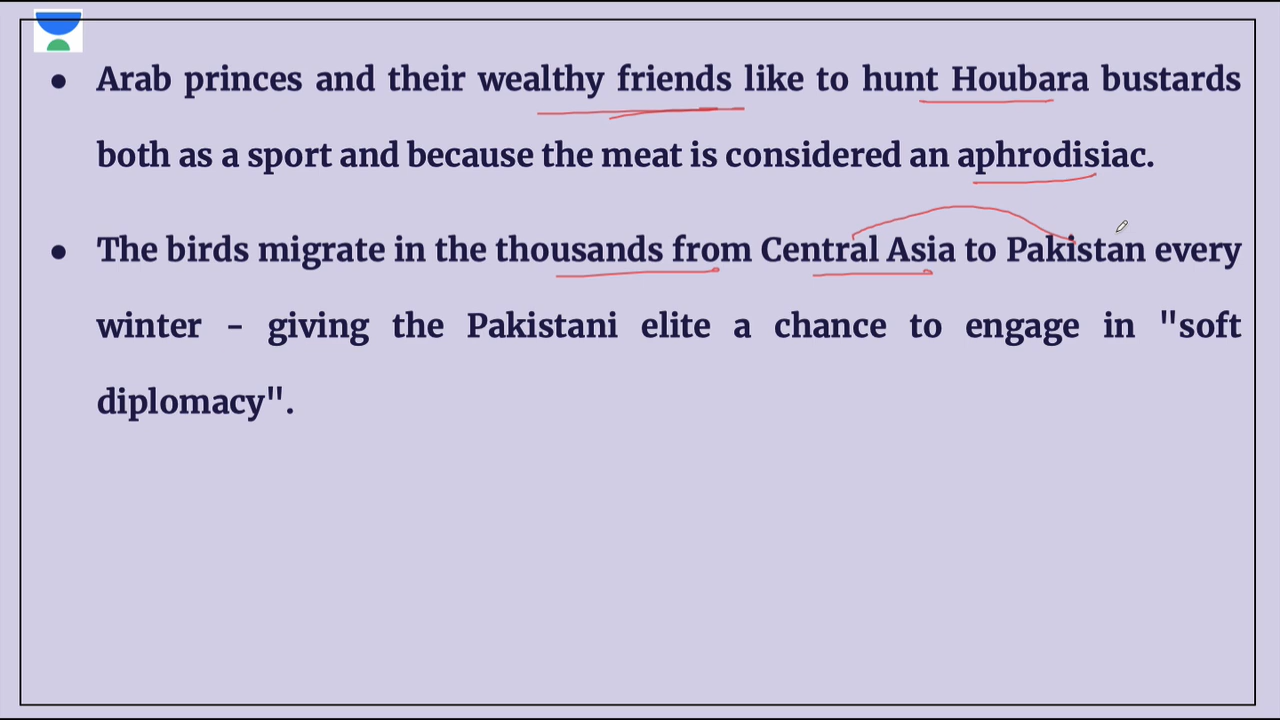 ● Arab princes and their wealthy friends like to hunt Houbara bustards
both as a sport and because the meat is considered an aphrodisiac.
● The birds migrate in the thousands from Central Asia to Pakistan every
winter - giving the Pakistani elite a chance to engage in "soft
diplomacy".